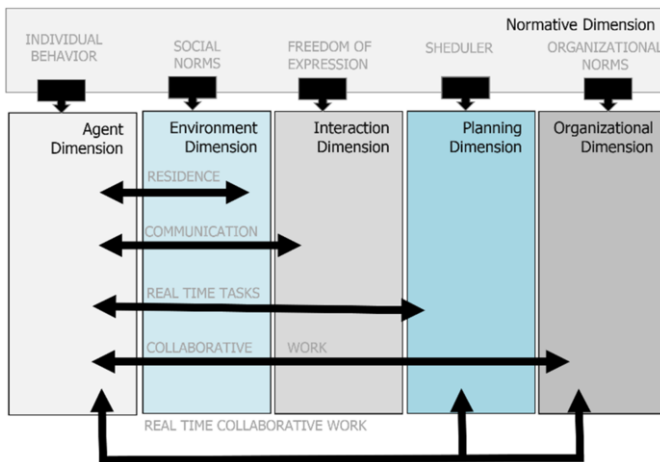 Normative Dimension
INDIVIDUAL
BEHAVIOR
SOCIAL
NORMS
FREEDOM OF
EXPRESSION
SHEDULER
ORGANIZATIONAL
NORMS
Agent
Dimension
Environment
Dimension
Interaction
Dimension
Planning
Dimension
Organizational
Dimension
RESIDENCE
COMMUNICATION
REAL TIME TASKS
COLLABORATIVE WORK
REAL TIME COLLABORATIVE WORK